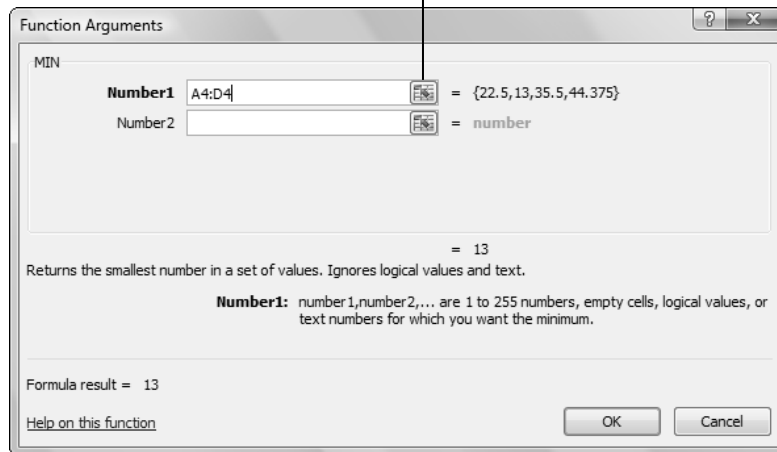 Function Arguments
MIN
Number1 A4:D4 = {22.5,13,35.5,44.375}
Number2 = number
= 13
Returns the smallest number in a set of values. Ignores logical values and text.
Number1: number1,number2,... are 1 to 255 numbers, empty cells, logical values, or
text numbers for which you want the minimum.
Formula result = 13
Help on this function
OK Cancel